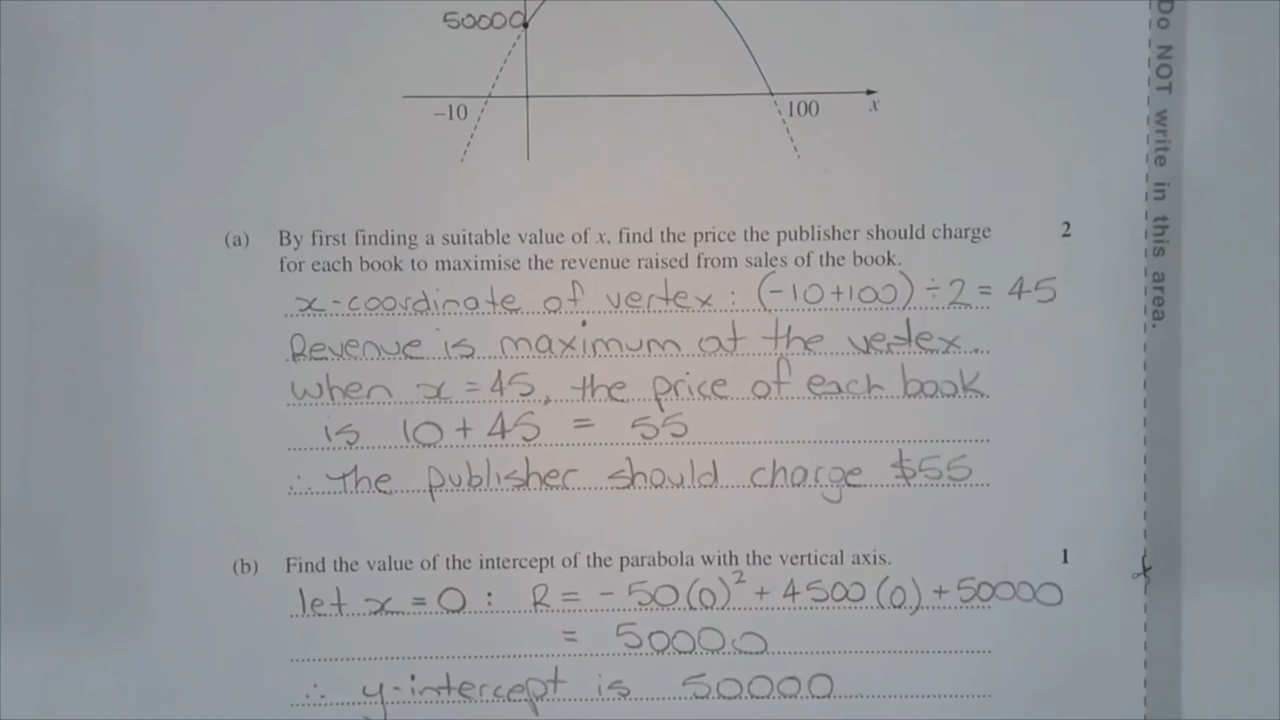 50000
-10
100
x
Do NOT write in this area.
(a) By first finding a suitable value of x, find the price the publisher should charge 2
for each book to maximise the revenue raised from sales of the book.
x-coordinate of vertex : (-10+100) ÷ 2 = 45
Revenue is maximum at the vertex.
When x = 45, the price of each book
is 10 + 45 = 55
∴ The publisher should charge $55
(b) Find the value of the intercept of the parabola with the vertical axis. 1
let x = 0 : R = - 50 (0)² + 4500 (0) + 50000
= 50000
∴ y-intercept is 50000